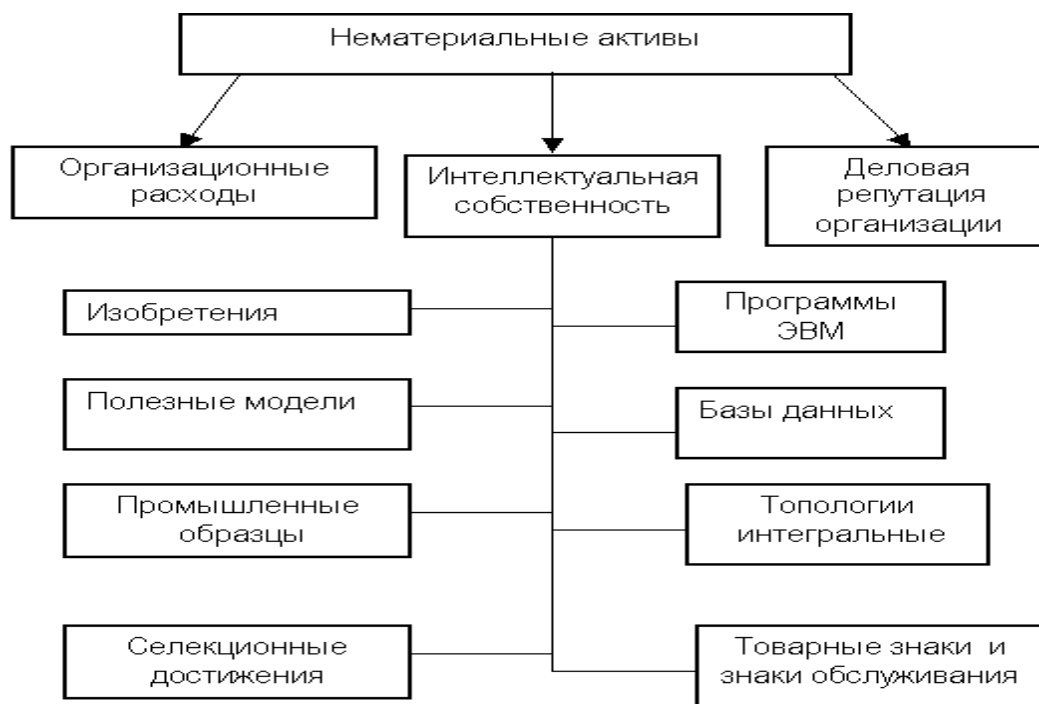 Нематериальные активы
Организационные
расходы
Интеллектуальная
собственность
Деловая
репутация
организации
Изобретения
Программы
ЭВМ
Полезные модели
Базы данных
Промышленные
образцы
Топологии
интегральные
Селекционные
достижения
Товарные знаки и
знаки обслуживания